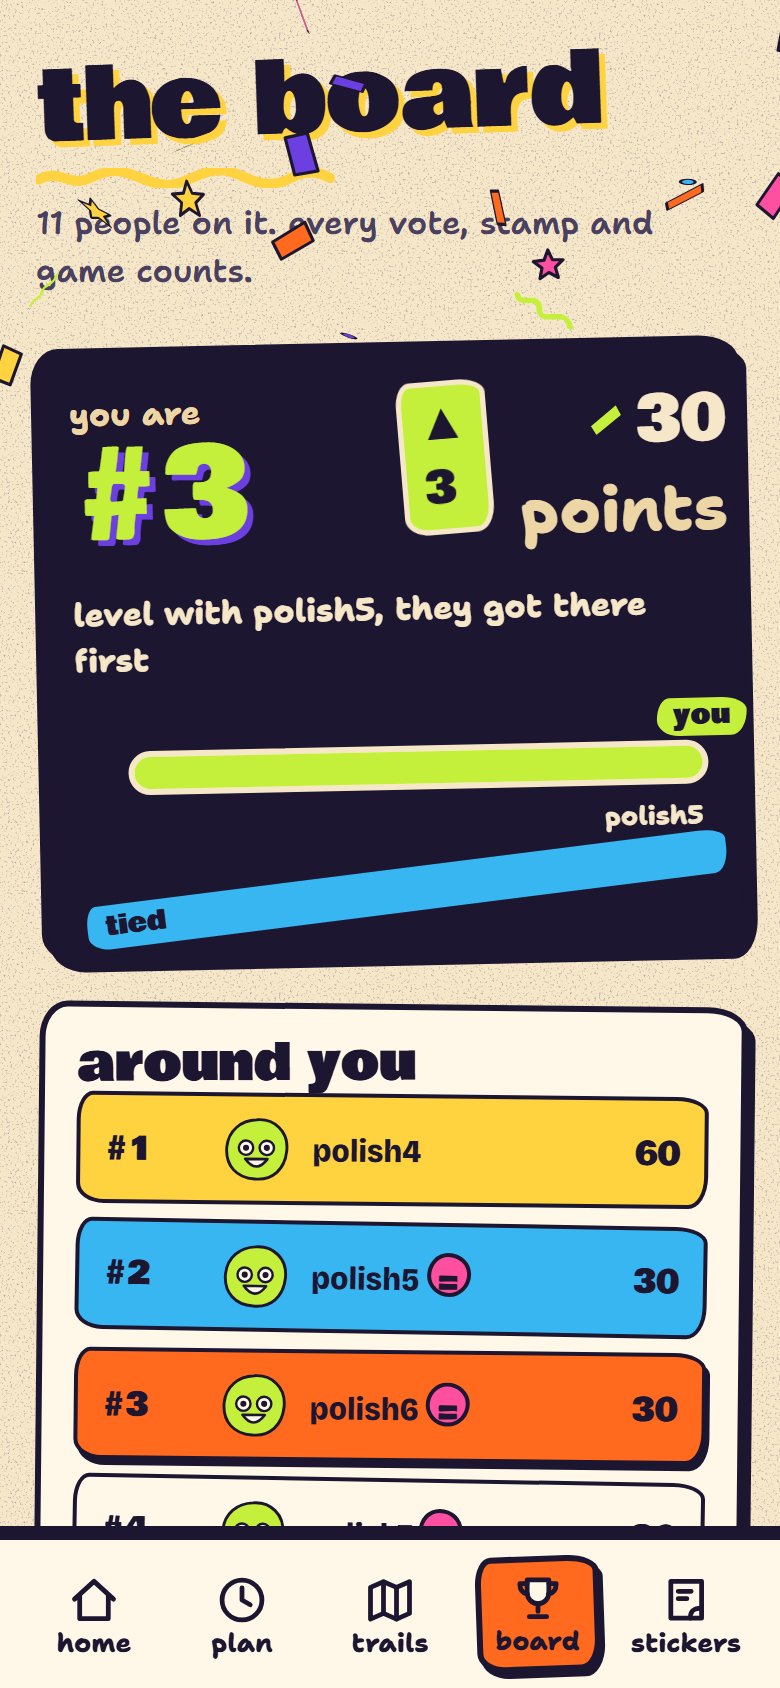 the board
11 people on it. every vote, stamp and
game counts.
you are
#3
▲
3
30
points
level with polish5, they got there
first
you
polish5
tied
around you
#1 polish4 60
#2 polish5 = 30
#3 polish6 = 30
#4
home plan trails board stickers